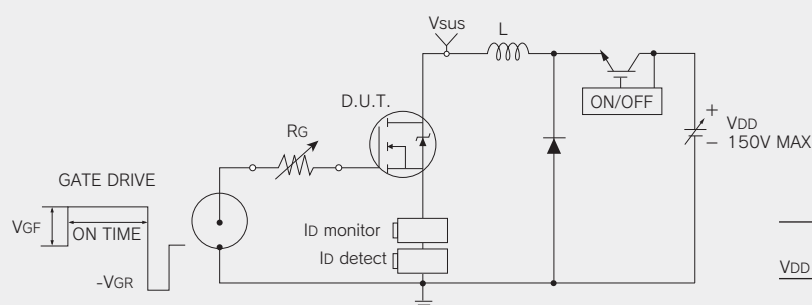 Vsus
L
D.U.T.
ON/OFF
RG
+
VDD
− 150V MAX
GATE DRIVE
VGF
ON TIME
ID monitor
ID detect
-VGR
VDD